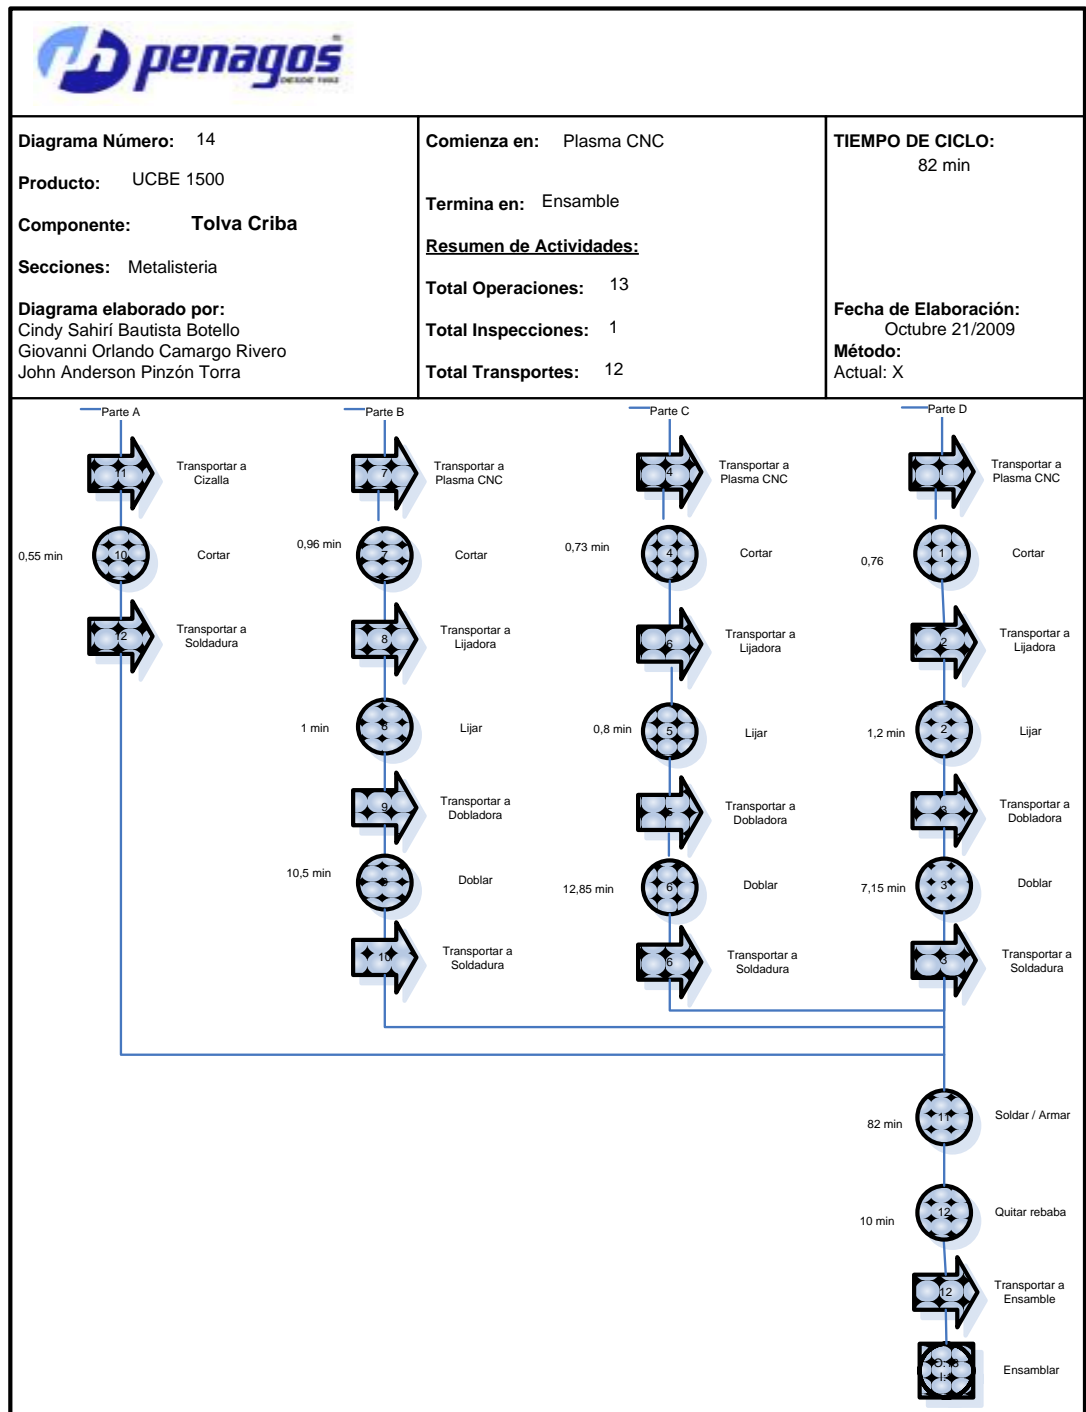 penagos
DESDE 1892
Diagrama Número: 14
Producto: UCBE 1500
Componente: Tolva Criba
Secciones: Metalisteria
Diagrama elaborado por:
Cindy Sahirí Bautista Botello
Giovanni Orlando Camargo Rivero
John Anderson Pinzón Torra
Comienza en: Plasma CNC
Termina en: Ensamble
Resumen de Actividades:
Total Operaciones: 13
Total Inspecciones: 1
Total Transportes: 12
TIEMPO DE CICLO:
82 min
Fecha de Elaboración:
Octubre 21/2009
Método:
Actual: X
Parte A
11
Transportar a
Cizalla
0,55 min
10
Cortar
12
Transportar a
Soldadura
Parte B
7
Transportar a
Plasma CNC
0,96 min
7
Cortar
8
Transportar a
Lijadora
1 min
8
Lijar
9
Transportar a
Dobladora
10,5 min
9
Doblar
10
Transportar a
Soldadura
Parte C
4
Transportar a
Plasma CNC
0,73 min
4
Cortar
6
Transportar a
Lijadora
0,8 min
5
Lijar
5
Transportar a
Dobladora
12,85 min
6
Doblar
6
Transportar a
Soldadura
Parte D
1
Transportar a
Plasma CNC
0,76
1
Cortar
2
Transportar a
Lijadora
1,2 min
2
Lijar
3
Transportar a
Dobladora
7,15 min
3
Doblar
3
Transportar a
Soldadura
82 min
11
Soldar / Armar
10 min
12
Quitar rebaba
12
Transportar a
Ensamble
Ensamblar